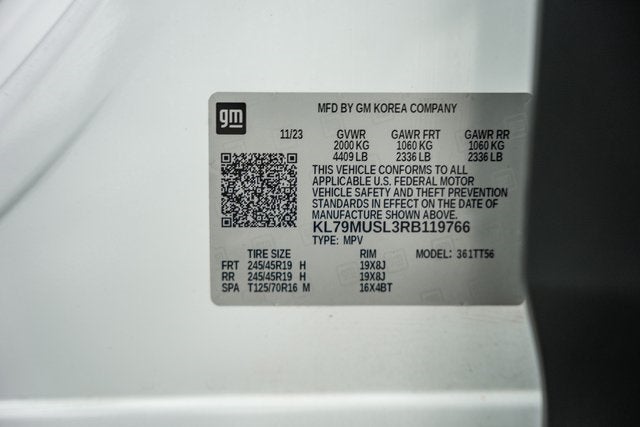 gm
MFD BY GM KOREA COMPANY
11/23 GVWR GAWR FRT GAWR RR
2000 KG 1060 KG 1060 KG
4409 LB 2336 LB 2336 LB
THIS VEHICLE CONFORMS TO ALL
APPLICABLE U.S. FEDERAL MOTOR
VEHICLE SAFETY AND THEFT PREVENTION
STANDARDS IN EFFECT ON THE DATE OF
MANUFACTURE SHOWN ABOVE.
KL79MUSL3RB119766
TYPE: MPV
TIRE SIZE RIM MODEL: 361TT56
FRT 245/45R19 H 19X8J
RR 245/45R19 H 19X8J
SPA T125/70R16 M 16X4BT